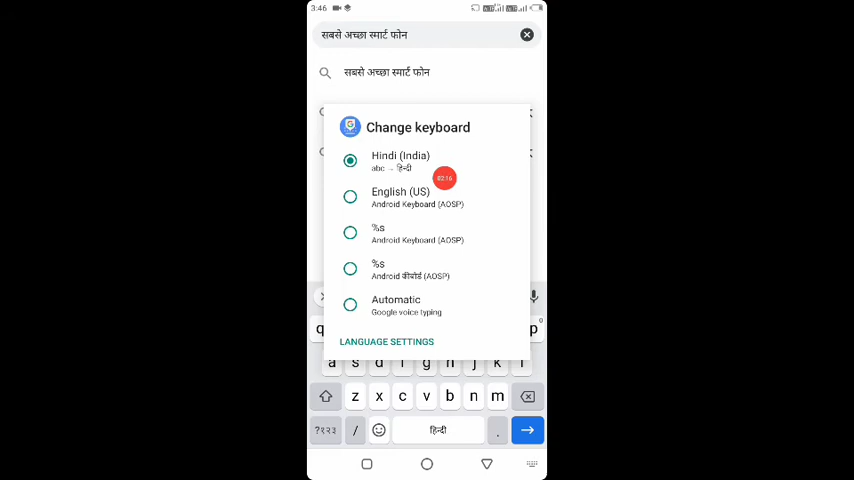 3:46
सबसे अच्छा स्मार्ट फोन
सबसे अच्छा स्मार्ट फोन
Change keyboard
Hindi (India)
abc → हिन्दी
02:16
English (US)
Android Keyboard (AOSP)
%s
Android Keyboard (AOSP)
%s
Android कीबोर्ड (AOSP)
Automatic
Google voice typing
LANGUAGE SETTINGS
q p 0
a s d f g h j k l
z x c v b n m
?१२३ / हिन्दी .